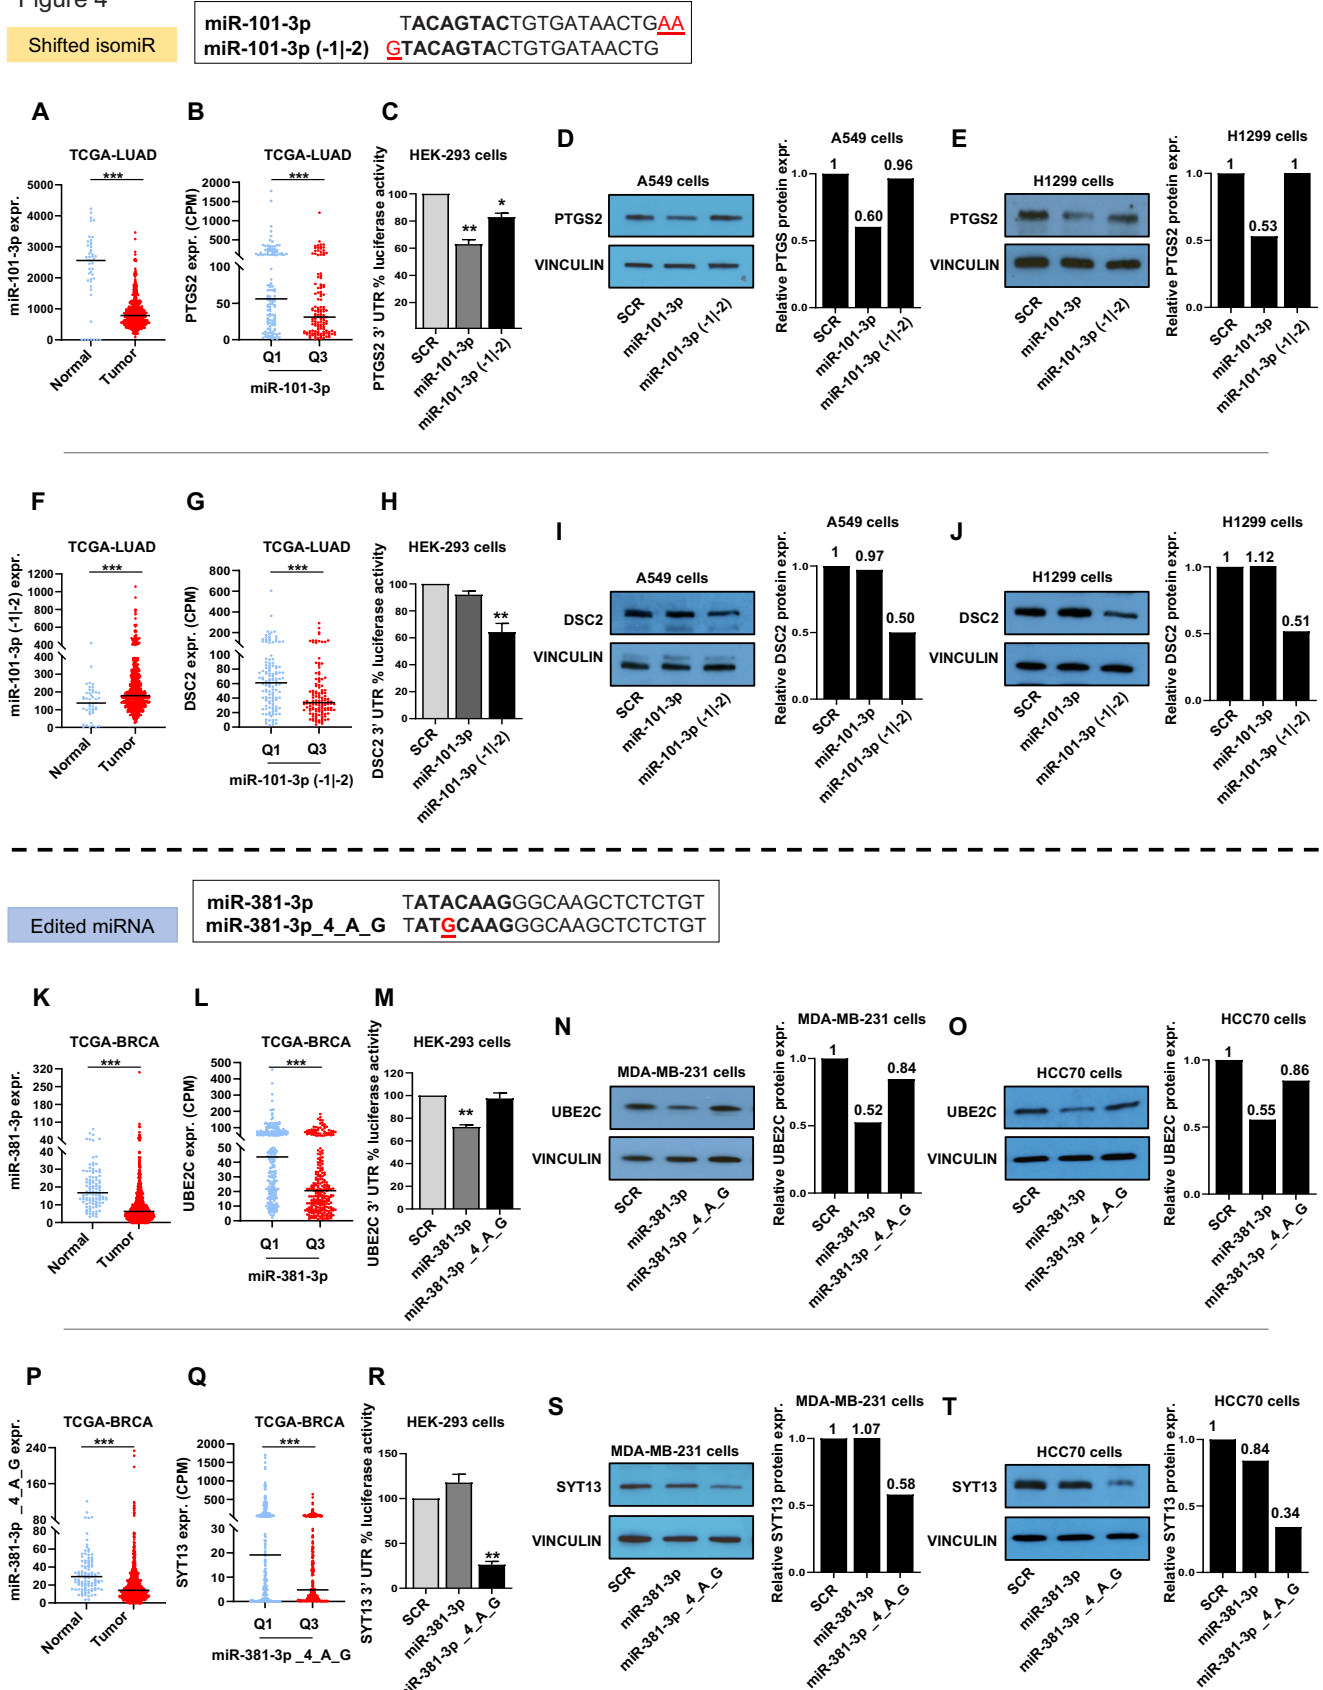 Figure 4
Shifted isomiR
miR-101-3p TACAGTACTGTGATAACTGAA
miR-101-3p (-1|-2) GTACAGTACTGTGATAACTG
A
TCGA-LUAD
***
miR-101-3p expr.
5000
4000
3000
2000
1000
0
Normal
Tumor
B
TCGA-LUAD
***
PTGS2 expr. (CPM)
2000
1500
1000
500
100
50
0
Q1 Q3
miR-101-3p
C
HEK-293 cells
PTGS2 3' UTR % luciferase activity
100
80
60
40
20
**
*
SCR
miR-101-3p
miR-101-3p (-1|-2)
D
A549 cells
PTGS2
VINCULIN
SCR
miR-101-3p
miR-101-3p (-1|-2)
A549 cells
Relative PTGS protein expr.
1.0
0.5
0.0
1
0.60
0.96
SCR
miR-101-3p
miR-101-3p (-1|-2)
E
H1299 cells
PTGS2
VINCULIN
SCR
miR-101-3p
miR-101-3p (-1|-2)
H1299 cells
Relative PTGS2 protein expr.
1.0
0.5
0.0
1
0.53
1
SCR
miR-101-3p
miR-101-3p (-1|-2)
F
TCGA-LUAD
***
miR-101-3p (-1|-2) expr.
1200
1000
800
600
400
400
300
200
100
0
Normal
Tumor
G
TCGA-LUAD
***
DSC2 expr. (CPM)
800
600
400
200
100
80
60
40
20
0
Q1 Q3
miR-101-3p (-1|-2)
H
HEK-293 cells
DSC2 3' UTR % luciferase activity
100
80
60
40
20
0
**
SCR
miR-101-3p
miR-101-3p (-1|-2)
I
A549 cells
DSC2
VINCULIN
SCR
miR-101-3p
miR-101-3p (-1|-2)
A549 cells
Relative DSC2 protein expr.
1.0
0.5
0.0
1
0.97
0.50
SCR
miR-101-3p
miR-101-3p (-1|-2)
J
H1299 cells
DSC2
VINCULIN
SCR
miR-101-3p
miR-101-3p (-1|-2)
H1299 cells
Relative DSC2 protein expr.
1.0
0.5
0.0
1
1.12
0.51
SCR
miR-101-3p
miR-101-3p (-1|-2)
Edited miRNA
miR-381-3p TATACAAGGGCAAGCTCTCTGT
miR-381-3p_4_A_G TATGCAAGGGCAAGCTCTCTGT
K
TCGA-BRCA
***
miR-381-3p expr.
320
250
180
110
40
40
30
20
10
0
Normal
Tumor
L
TCGA-BRCA
***
UBE2C expr. (CPM)
500
400
300
200
100
50
40
30
20
10
0
Q1 Q3
miR-381-3p
M
HEK-293 cells
UBE2C 3' UTR % luciferase activity
120
100
80
60
40
20
0
**
SCR
miR-381-3p
miR-381-3p _4_A_G
N
MDA-MB-231 cells
UBE2C
VINCULIN
SCR
miR-381-3p
miR-381-3p _4_A_G
MDA-MB-231 cells
Relative UBE2C protein expr.
1.0
0.5
0.0
1
0.52
0.84
SCR
miR-381-3p
miR-381-3p _4_A_G
O
HCC70 cells
UBE2C
VINCULIN
SCR
miR-381-3p
miR-381-3p _4_A_G
HCC70 cells
Relative UBE2C protein expr.
1.0
0.5
0.0
1
0.55
0.86
SCR
miR-381-3p
miR-381-3p _4_A_G
P
TCGA-BRCA
***
miR-381-3p _4_A_G expr.
240
160
80
80
60
40
20
0
Normal
Tumor
Q
TCGA-BRCA
***
SYT13 expr. (CPM)
2000
1500
1000
500
30
20
10
0
Q1 Q3
miR-381-3p _4_A_G
R
HEK-293 cells
SYT13 3' UTR % luciferase activity
150
100
50
0
**
SCR
miR-381-3p
miR-381-3p _4_A_G
S
MDA-MB-231 cells
SYT13
VINCULIN
SCR
miR-381-3p
miR-381-3p _4_A_G
MDA-MB-231 cells
Relative SYT13 protein expr.
1.0
0.5
0.0
1
1.07
0.58
SCR
miR-381-3p
miR-381-3p _4_A_G
T
HCC70 cells
SYT13
VINCULIN
SCR
miR-381-3p
miR-381-3p _4_A_G
HCC70 cells
Relative SYT13 protein expr.
1.0
0.5
0.0
1
0.84
0.34
SCR
miR-381-3p
miR-381-3p _4_A_G